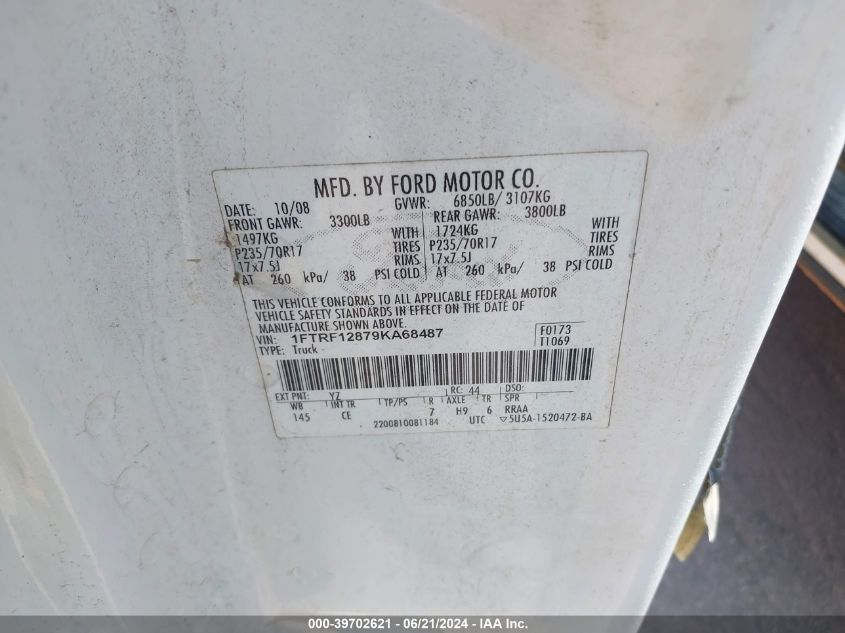 MFD. BY FORD MOTOR CO.
DATE: 10/08 GVWR: 6850LB/ 3107KG
FRONT GAWR: 3300LB REAR GAWR: 3800LB
1497KG WITH 1724KG WITH
P235/70R17 TIRES P235/70R17 TIRES
17x7.5J RIMS 17x7.5J RIMS
AT 260 kPa/ 38 PSI COLD AT 260 kPa/ 38 PSI COLD
THIS VEHICLE CONFORMS TO ALL APPLICABLE FEDERAL MOTOR
VEHICLE SAFETY STANDARDS IN EFFECT ON THE DATE OF
MANUFACTURE SHOWN ABOVE.
VIN: 1FTRF12879KA68487 F0173
TYPE: Truck T1069
EXT PNT: YZ RC: 44 DSO:
WB INT TR TP/PS R AXLE TR SPR
145 CE 7 H9 6 RRAA
2200810081184 UTC ▽5U5A-1520472-BA
000-39702621 - 06/21/2024 - IAA Inc.